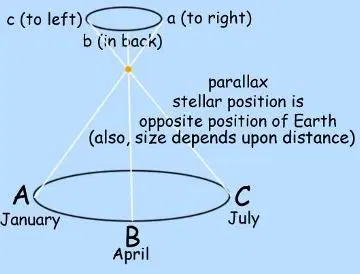 c (to left) a (to right)
b (in back)
parallax
stellar position is
opposite position of Earth
(also, size depends upon distance)
A C
January July
B
April